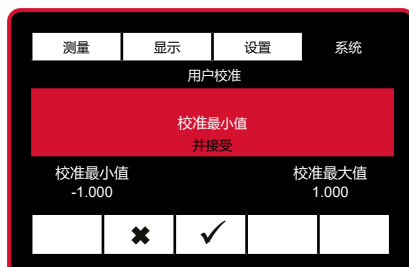 测量 显示 设置 系统
用户校准
校准最小值
并接受
校准最小值 校准最大值
-1.000 1.000